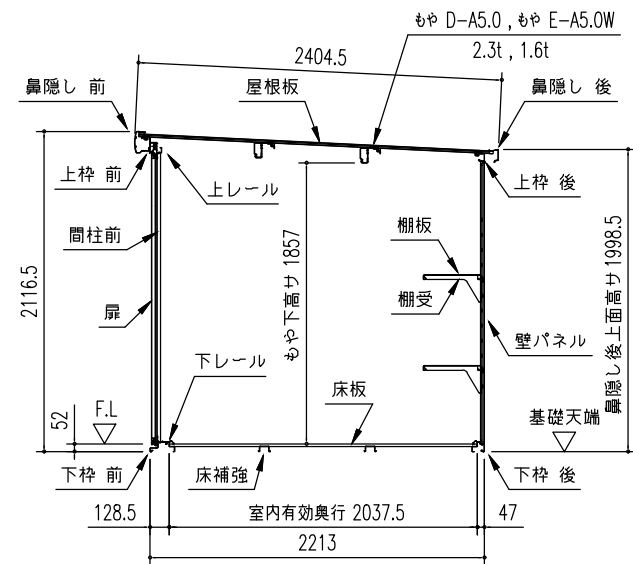 もや D-A5.0 , もや E-A5.0W
2.3t , 1.6t
2404.5
鼻隠し 前
屋根板
鼻隠し 後
上枠 前
上レール
上枠 後
間柱前
棚板
棚受
扉
もや下高サ 1857
壁パネル
2116.5
鼻隠し後上面高サ 1998.5
下レール
床板
52
F.L
基礎天端
下枠 前
床補強
下枠 後
128.5
室内有効奥行 2037.5
47
2213